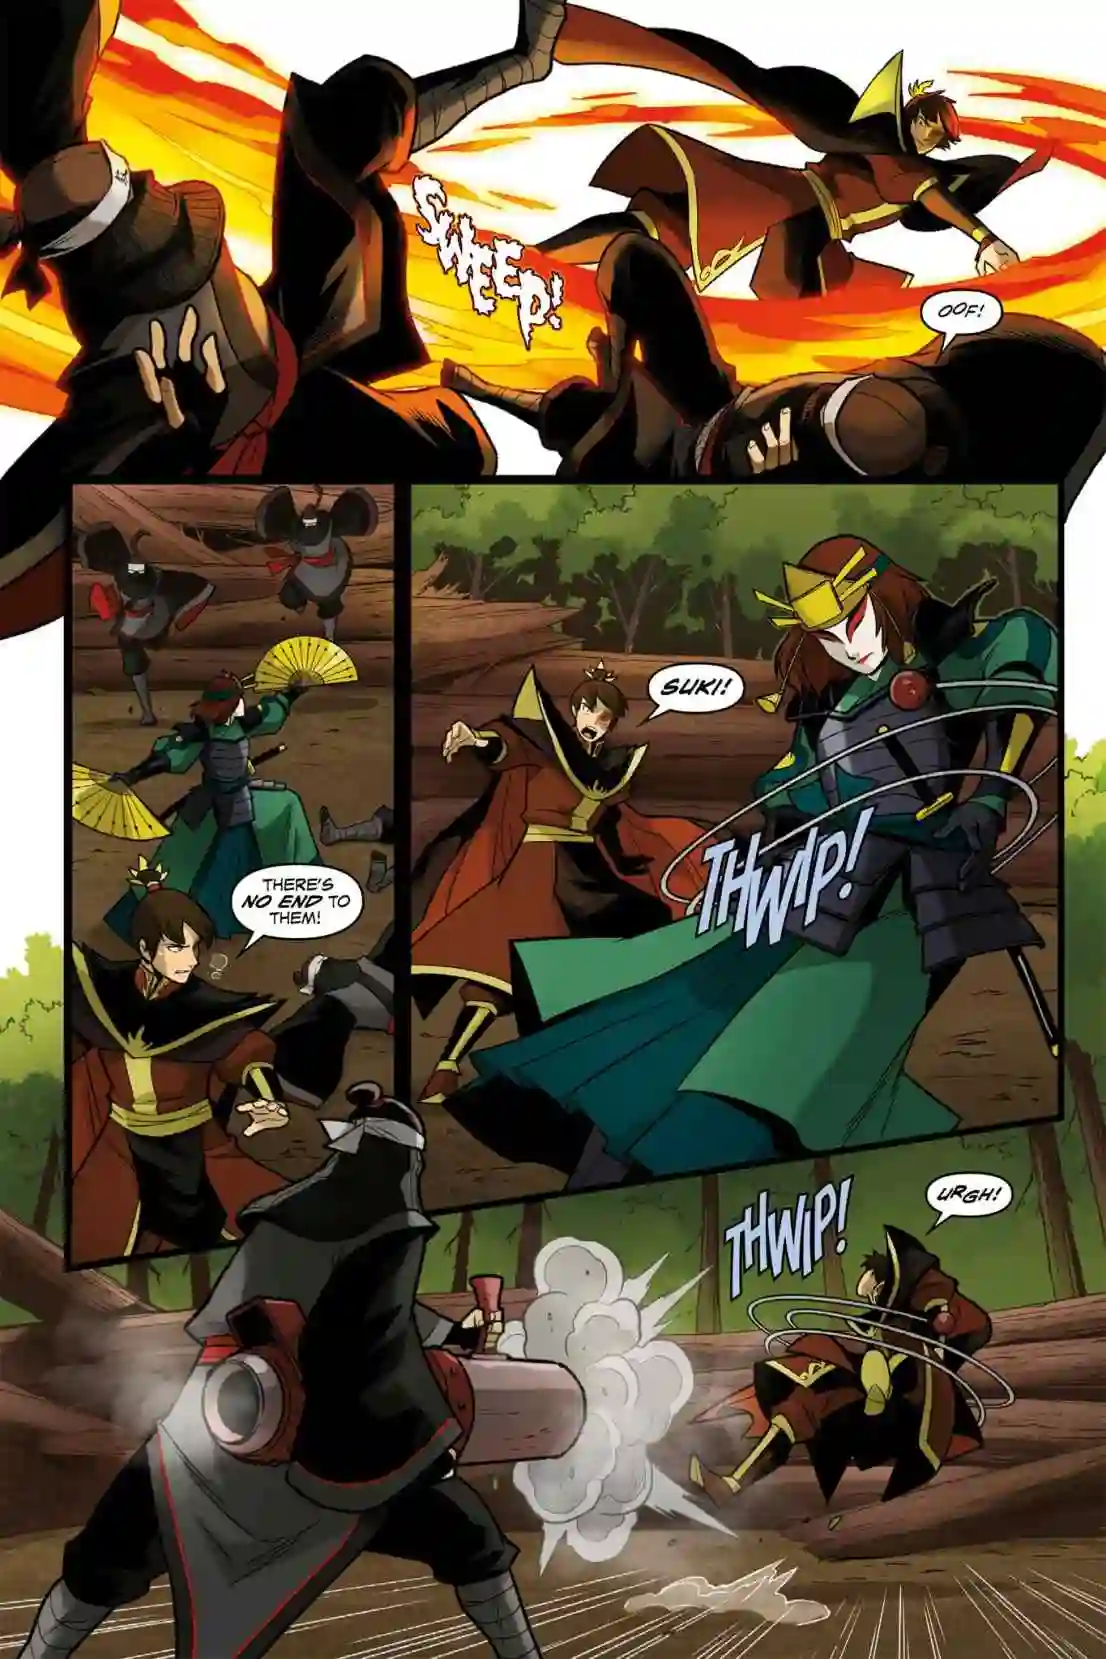 SWEEP!
OOF!
THERE'S
NO END TO
THEM!
SUKI!
THWIP!
THWIP!
URGH!